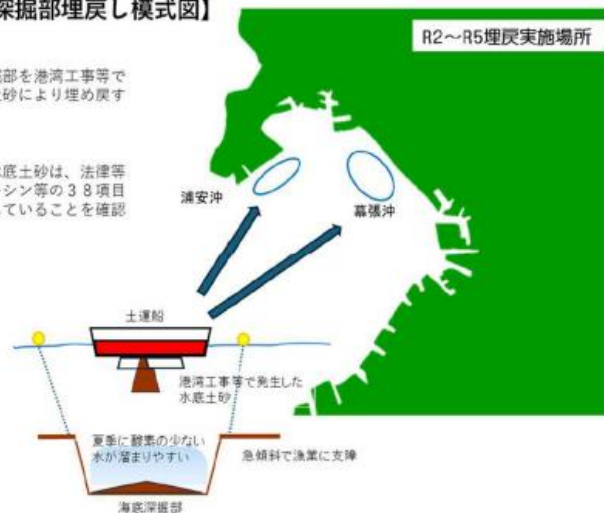 深掘部埋戻し模式図】
R2～R5埋戻実施場所
部を港湾工事等で
土砂により埋め戻す
水底土砂は、法律等
キシン等の３８項目
していることを確認
浦安沖
幕張沖
土運船
港湾工事等で発生した
水底土砂
夏季に酸素の少ない
水が溜まりやすい
急傾斜で漁業に支障
海底深掘部